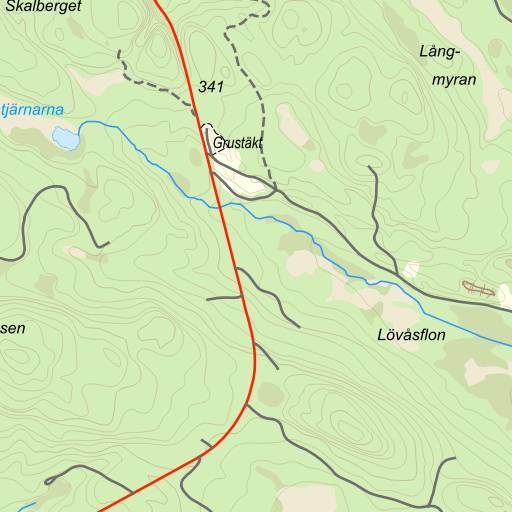 Skalberget
Lång-
myran
341
tjärnarna
Grustäkt
sen
Lövåsflon